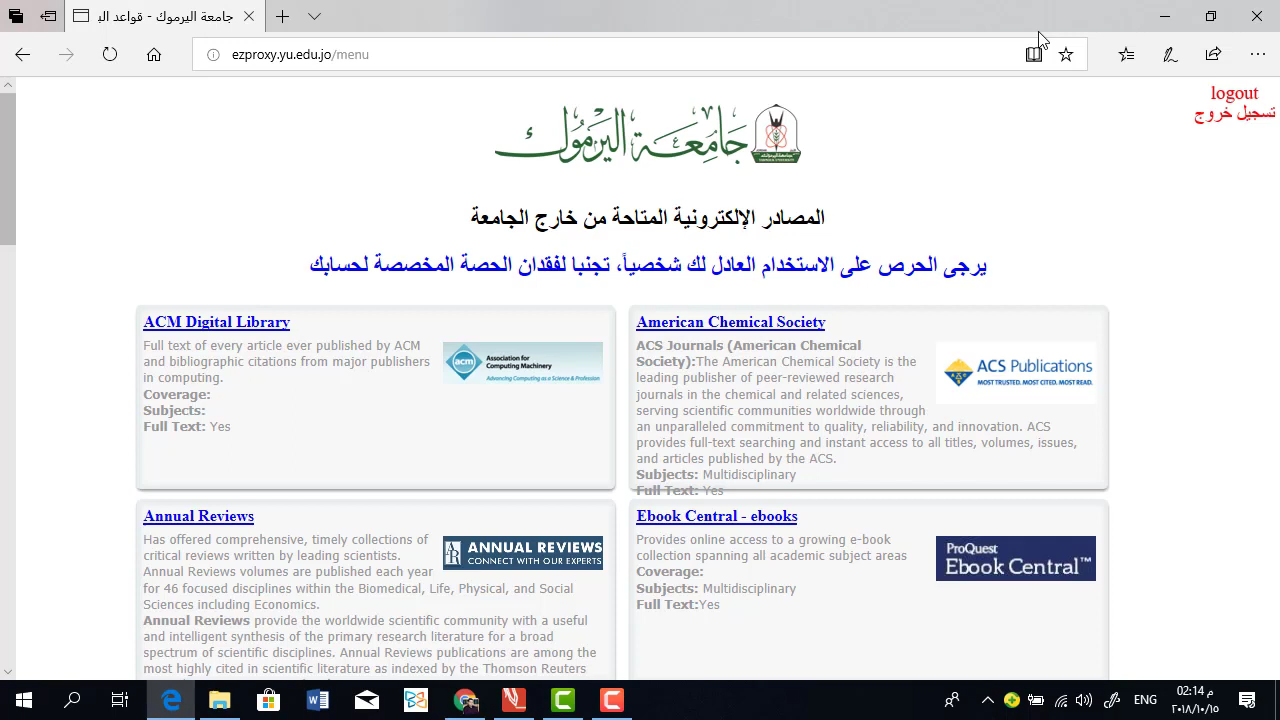 جامعة اليرموك - قواعد الب
ezproxy.yu.edu.jo/menu
logout
تسجيل خروج
جامعة اليرموك
المصادر الإلكترونية المتاحة من خارج الجامعة
يرجى الحرص على الاستخدام العادل لك شخصياً، تجنبا لفقدان الحصة المخصصة لحسابك
ACM Digital Library
Full text of every article ever published by ACM
and bibliographic citations from major publishers
in computing.
Coverage:
Subjects:
Full Text: Yes
acm
Association for
Computing Machinery
Advancing Computing as a Science & Profession
American Chemical Society
ACS Journals (American Chemical
Society):The American Chemical Society is the
leading publisher of peer-reviewed research
journals in the chemical and related sciences,
serving scientific communities worldwide through
an unparalleled commitment to quality, reliability, and innovation. ACS
provides full-text searching and instant access to all titles, volumes, issues,
and articles published by the ACS.
Subjects: Multidisciplinary
Full Text: Yes
ACS Publications
MOST TRUSTED. MOST CITED. MOST READ.
Annual Reviews
Has offered comprehensive, timely collections of
critical reviews written by leading scientists.
Annual Reviews volumes are published each year
for 46 focused disciplines within the Biomedical, Life, Physical, and Social
Sciences including Economics.
Annual Reviews provide the worldwide scientific community with a useful
and intelligent synthesis of the primary research literature for a broad
spectrum of scientific disciplines. Annual Reviews publications are among the
most highly cited in scientific literature as indexed by the Thomson Reuters
AR ANNUAL REVIEWS
CONNECT WITH OUR EXPERTS
Ebook Central - ebooks
Provides online access to a growing e-book
collection spanning all academic subject areas
Coverage:
Subjects: Multidisciplinary
Full Text:Yes
ProQuest
Ebook Central™
ENG
02:14 م
٢٠١٨/١٠/١٥